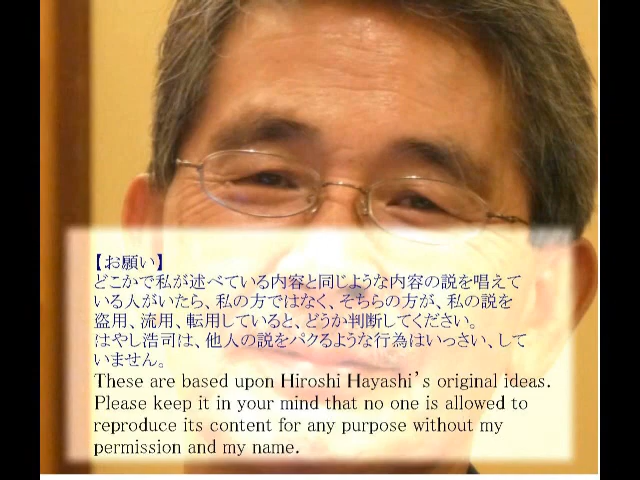 【お願い】
どこかで私が述べている内容と同じような内容の説を唱えて
いる人がいたら、私の方ではなく、そちらの方が、私の説を
盗用、流用、転用していると、どうか判断してください。
はやし浩司は、他人の説をパクるような行為はいっさい、して
いません。
These are based upon Hiroshi Hayashi's original ideas.
Please keep it in your mind that no one is allowed to
reproduce its content for any purpose without my
permission and my name.